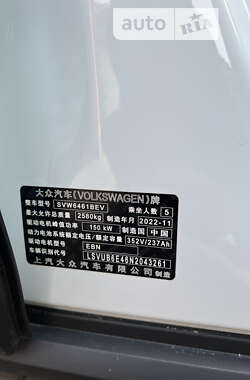 auto RIA
大众汽车(VOLKSWAGEN)牌
整车型号 SVW6461BEV 乘坐人数 5
最大允许总质量 2580kg 制造年月 2022-11
驱动电机峰值功率 150 kW 制造国 中国
动力电池系统额定电压/额定容量 352V/237Ah
驱动电机型号 EBN
车辆识别代号 LSVUB6E46N2043261
上汽大众汽车有限公司 制造